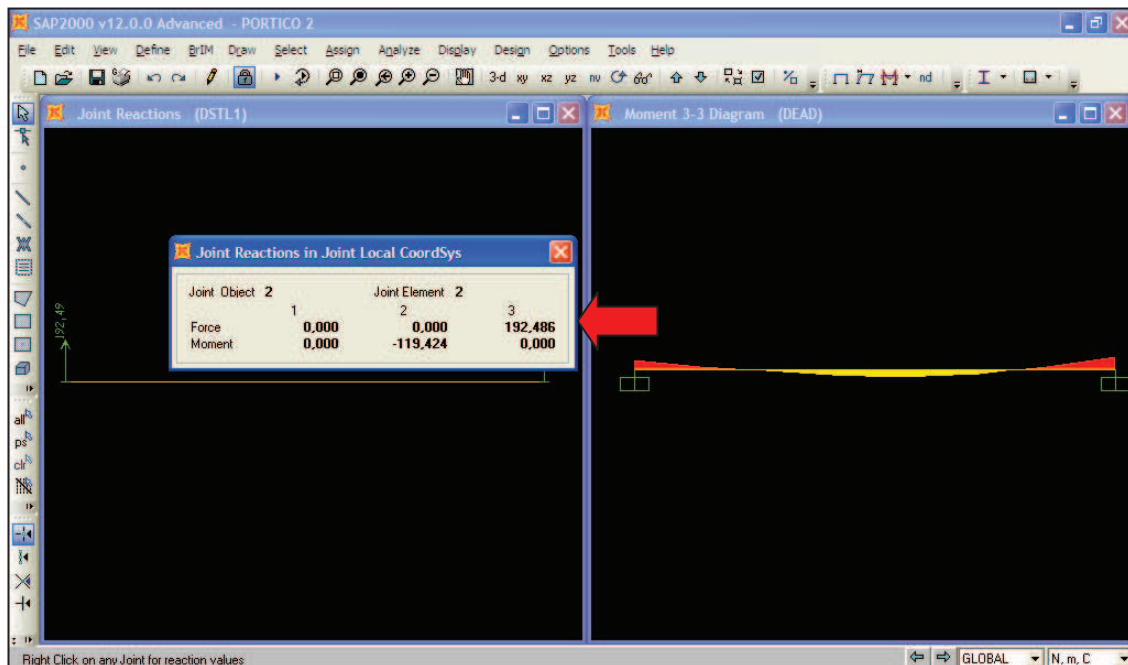 SAP2000 v12.0.0 Advanced - PORTICO 2
File Edit View Define BrIM Draw Select Assign Analyze Display Design Options Tools Help
3-d xy xz yz nv nd
Joint Reactions (DSTL1)
Moment 3-3 Diagram (DEAD)
192,49
Joint Reactions in Joint Local CoordSys
Joint Object 2 Joint Element 2
1 2 3
Force 0,000 0,000 192,486
Moment 0,000 -119,424 0,000
all
ps
clr
Right Click on any Joint for reaction values
GLOBAL
N, m, C